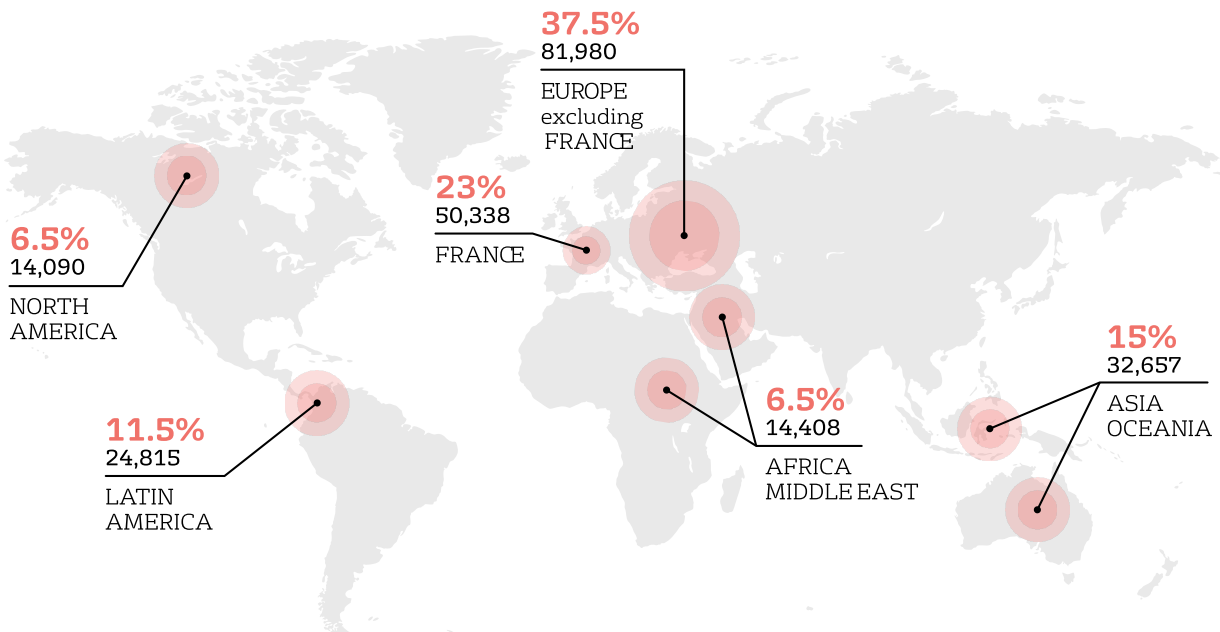 37.5%
81,980
EUROPE
excluding
FRANCE
23%
50,338
FRANCE
6.5%
14,090
NORTH
AMERICA
15%
32,657
ASIA
OCEANIA
6.5%
14,408
AFRICA
MIDDLE EAST
11.5%
24,815
LATIN
AMERICA